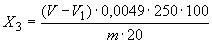 X₃ = (V − V₁) · 0,0049 · 250 · 100 / m · 20